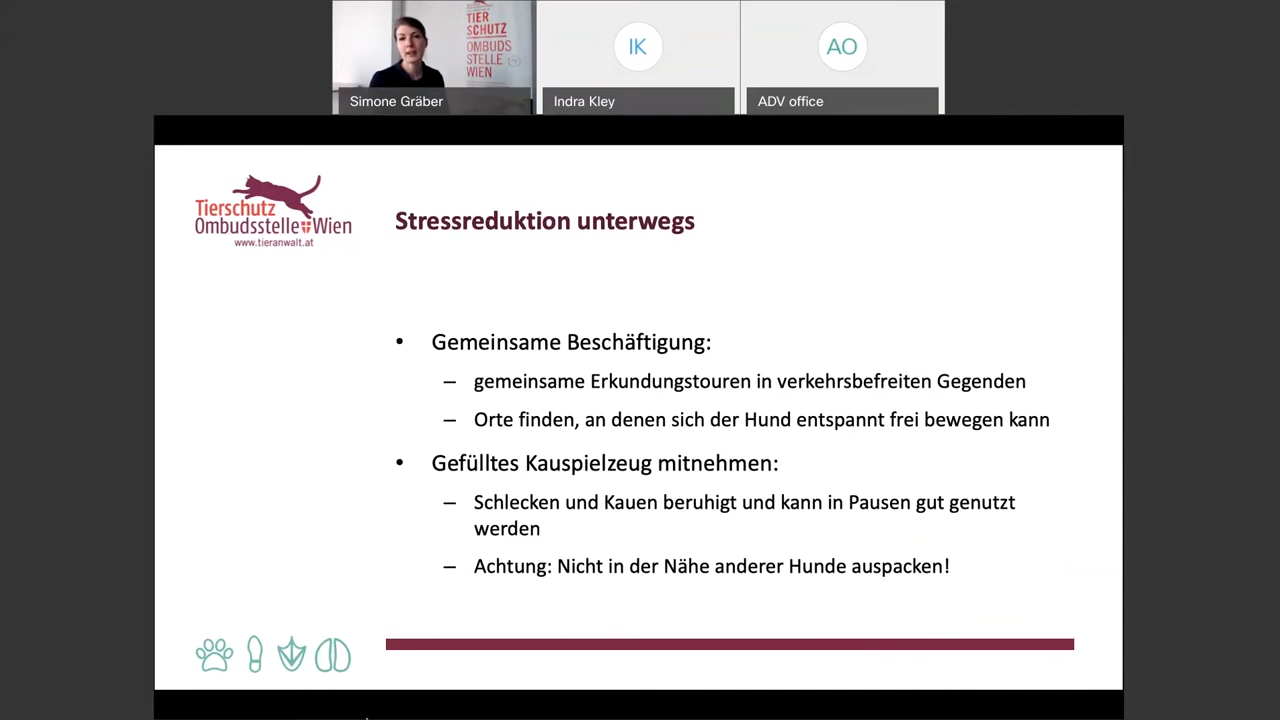 TIER
SCHUTZ
OMBUDS
STELLE
WIEN
IK
AO
Simone Gräber
Indra Kley
ADV office
Tierschutz
Ombudsstelle Wien
www.tieranwalt.at
Stressreduktion unterwegs
• Gemeinsame Beschäftigung:
– gemeinsame Erkundungstouren in verkehrsbefreiten Gegenden
– Orte finden, an denen sich der Hund entspannt frei bewegen kann
• Gefülltes Kauspielzeug mitnehmen:
– Schlecken und Kauen beruhigt und kann in Pausen gut genutzt
werden
– Achtung: Nicht in der Nähe anderer Hunde auspacken!